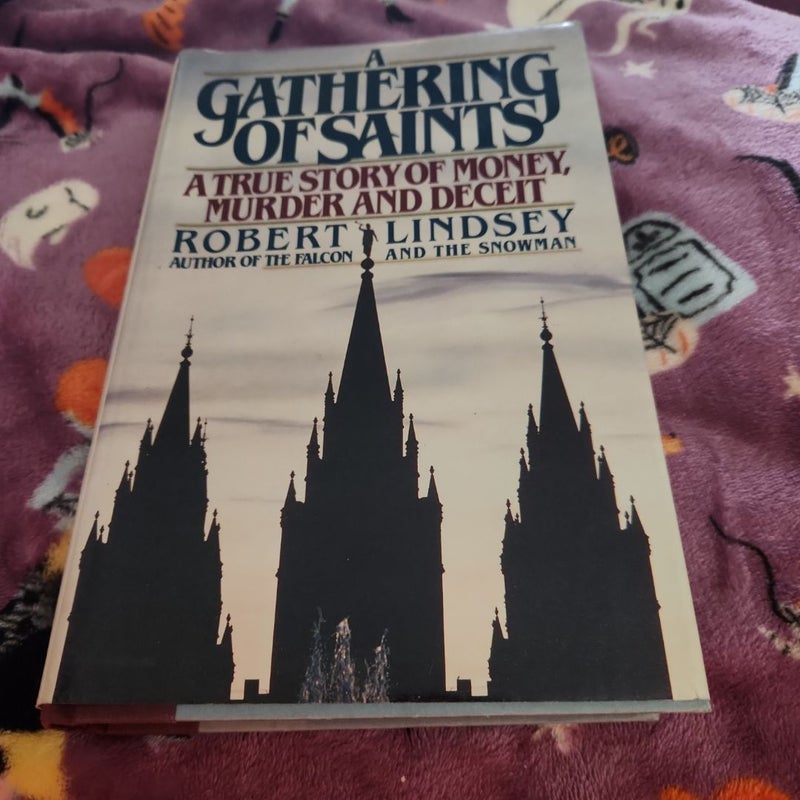 A
GATHERING
OF SAINTS
A TRUE STORY OF MONEY,
MURDER AND DECEIT
ROBERT LINDSEY
AUTHOR OF THE FALCON AND THE SNOWMAN